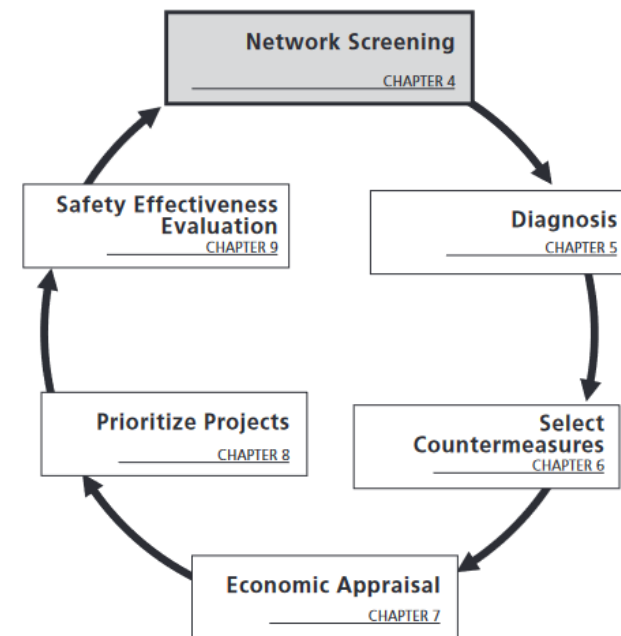 Network Screening
CHAPTER 4
Diagnosis
CHAPTER 5
Select
Countermeasures
CHAPTER 6
Economic Appraisal
CHAPTER 7
Prioritize Projects
CHAPTER 8
Safety Effectiveness
Evaluation
CHAPTER 9